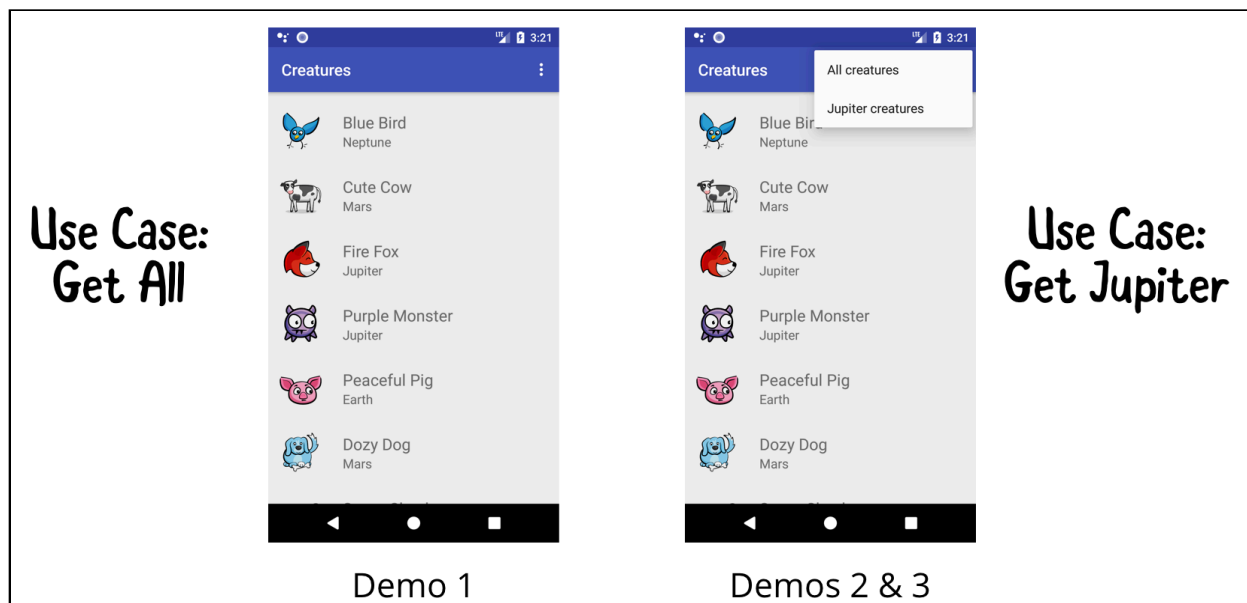 Use Case:
Get All
LTE 3:21
Creatures
Blue Bird
Neptune
Cute Cow
Mars
Fire Fox
Jupiter
Purple Monster
Jupiter
Peaceful Pig
Earth
Dozy Dog
Mars
Demo 1
LTE 3:21
Creatures
All creatures
Jupiter creatures
Blue Bird
Neptune
Cute Cow
Mars
Fire Fox
Jupiter
Purple Monster
Jupiter
Peaceful Pig
Earth
Dozy Dog
Mars
Demos 2 & 3
Use Case:
Get Jupiter